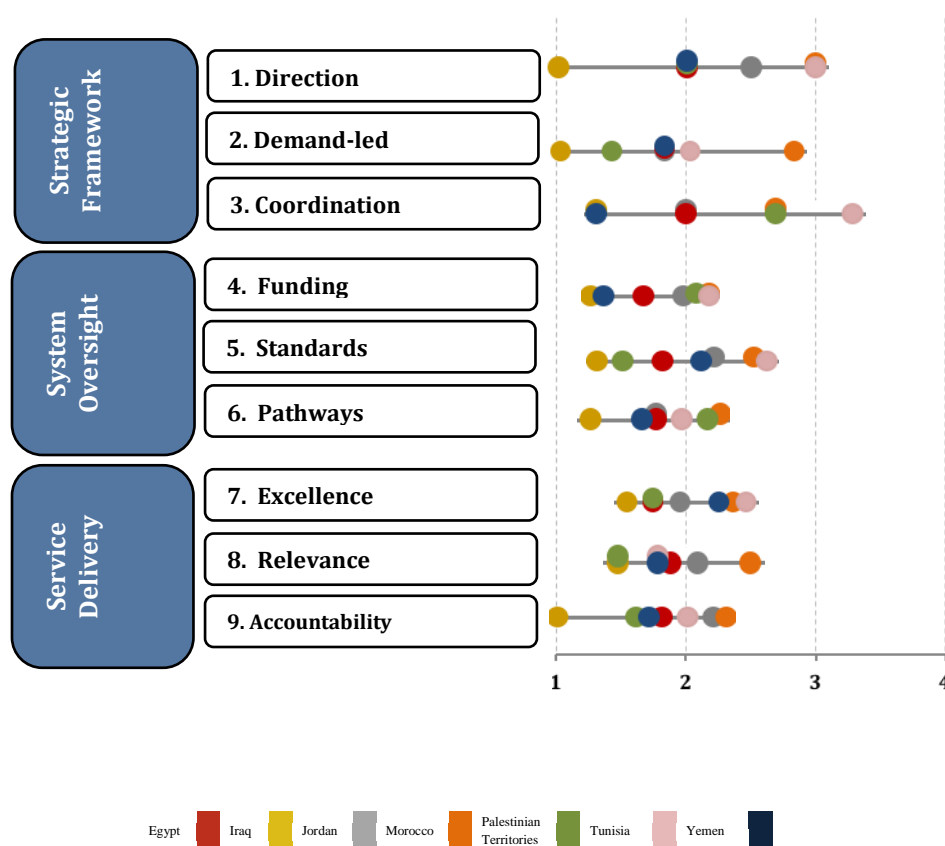 Strategic
Framework
1. Direction
2. Demand-led
3. Coordination
System
Oversight
4. Funding
5. Standards
6. Pathways
Service
Delivery
7. Excellence
8. Relevance
9. Accountability
1 2 3 4
Egypt Iraq Jordan Morocco Palestinian
Territories Tunisia Yemen